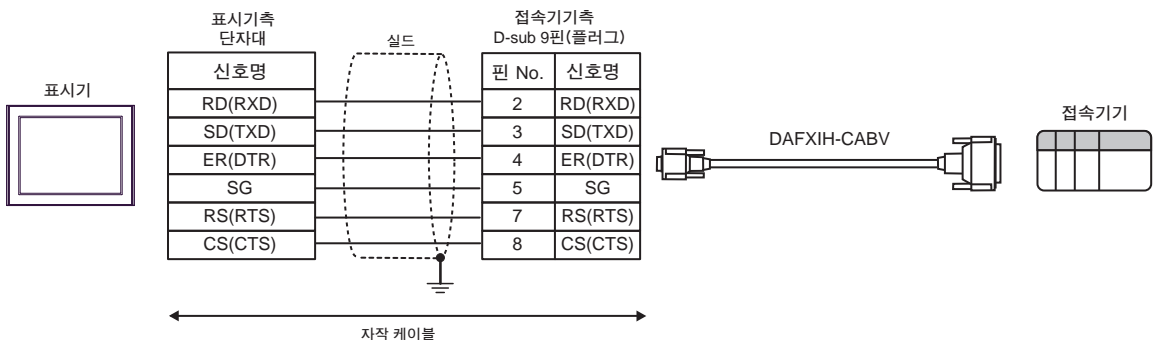 표시기
표시기측
단자대
실드
접속기기측
D-sub 9핀(플러그)
신호명
핀 No. 신호명
RD(RXD) 2 RD(RXD)
SD(TXD) 3 SD(TXD)
ER(DTR) 4 ER(DTR)
SG 5 SG
RS(RTS) 7 RS(RTS)
CS(CTS) 8 CS(CTS)
자작 케이블
DAFXIH-CABV
접속기기